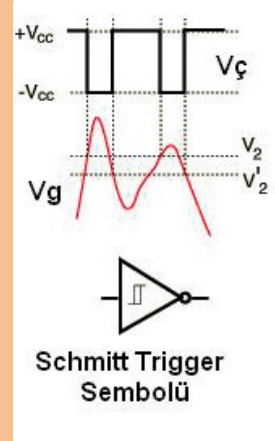 +Vcc
Vç
-Vcc
V2
V'2
Vg
Schmitt Trigger
Sembolü